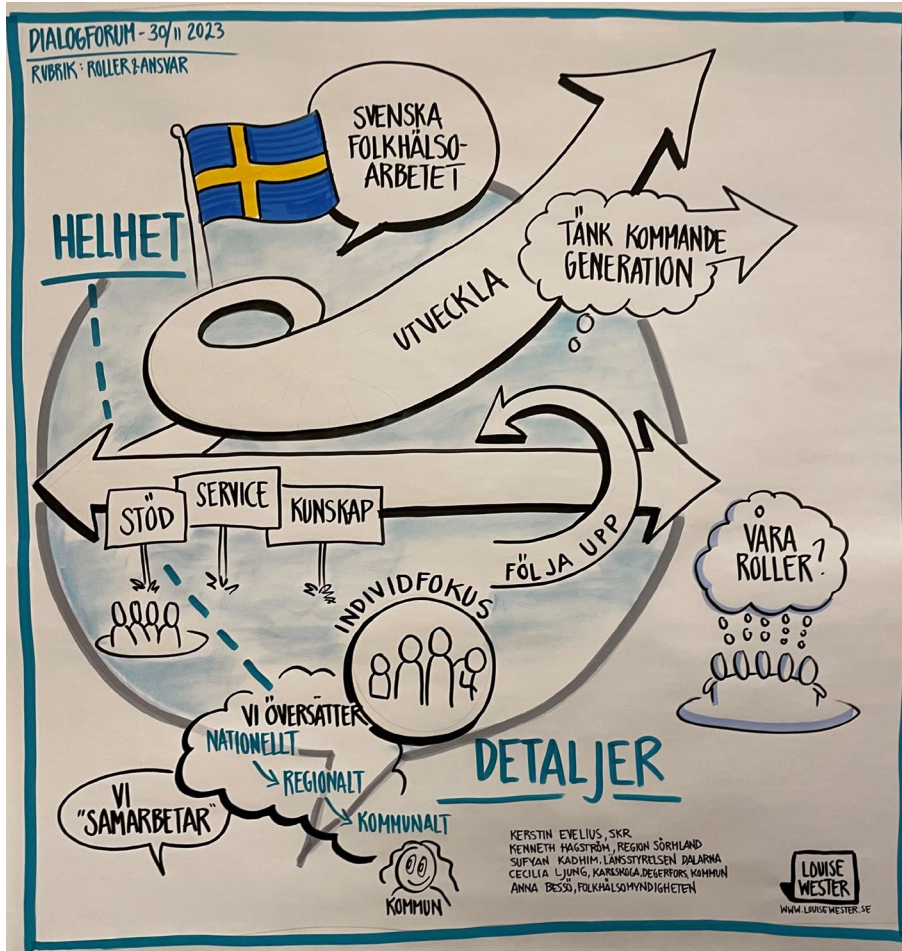 DIALOGFORUM - 30/11 2023
RUBRIK: ROLLER & ANSVAR
SVENSKA
FOLKHÄLSO-
ARBETET
HELHET
TÄNK KOMMANDE
GENERATION
UTVECKLA
STÖD
SERVICE
KUNSKAP
FÖLJA UPP
VÅRA
ROLLER?
INDIVIDFOKUS
VI ÖVERSÄTTER
NATIONELLT
REGIONALT
KOMMUNALT
DETALJER
VI
"SAMARBETAR"
KOMMUN
KERSTIN EVELIUS, SKR
KENNETH HAGSTRÖM, REGION SÖRMLAND
SUFYAN KADHIM, LÄNSSTYRELSEN DALARNA
CECILIA LJUNG, KARLSKOGA, DEGERFORS, KOMMUN
ANNA BESSÖ, FOLKHÄLSOMYNDIGHETEN
LOUISE
WESTER
WWW.LOUISEWESTER.SE